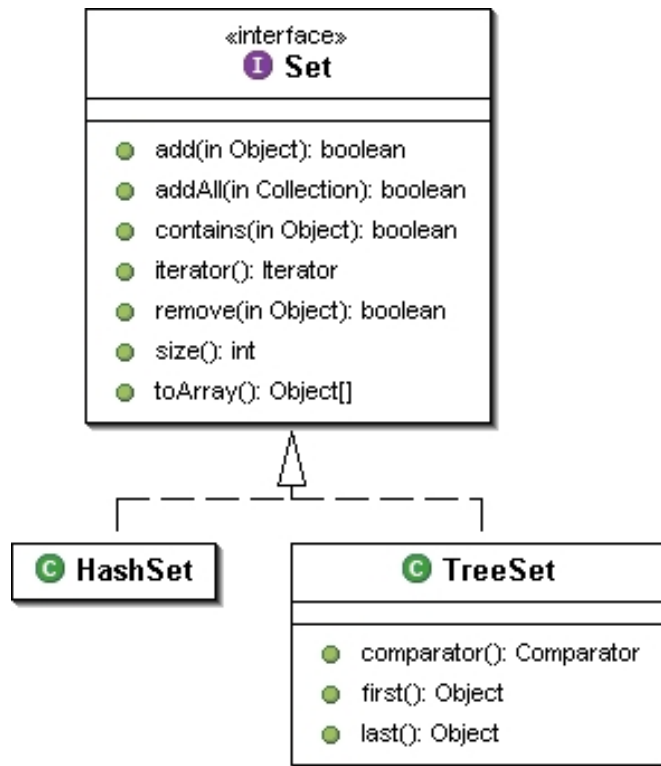 «interface»
I Set
add(in Object): boolean
addAll(in Collection): boolean
contains(in Object): boolean
iterator(): Iterator
remove(in Object): boolean
size(): int
toArray(): Object[]
C HashSet
C TreeSet
comparator(): Comparator
first(): Object
last(): Object